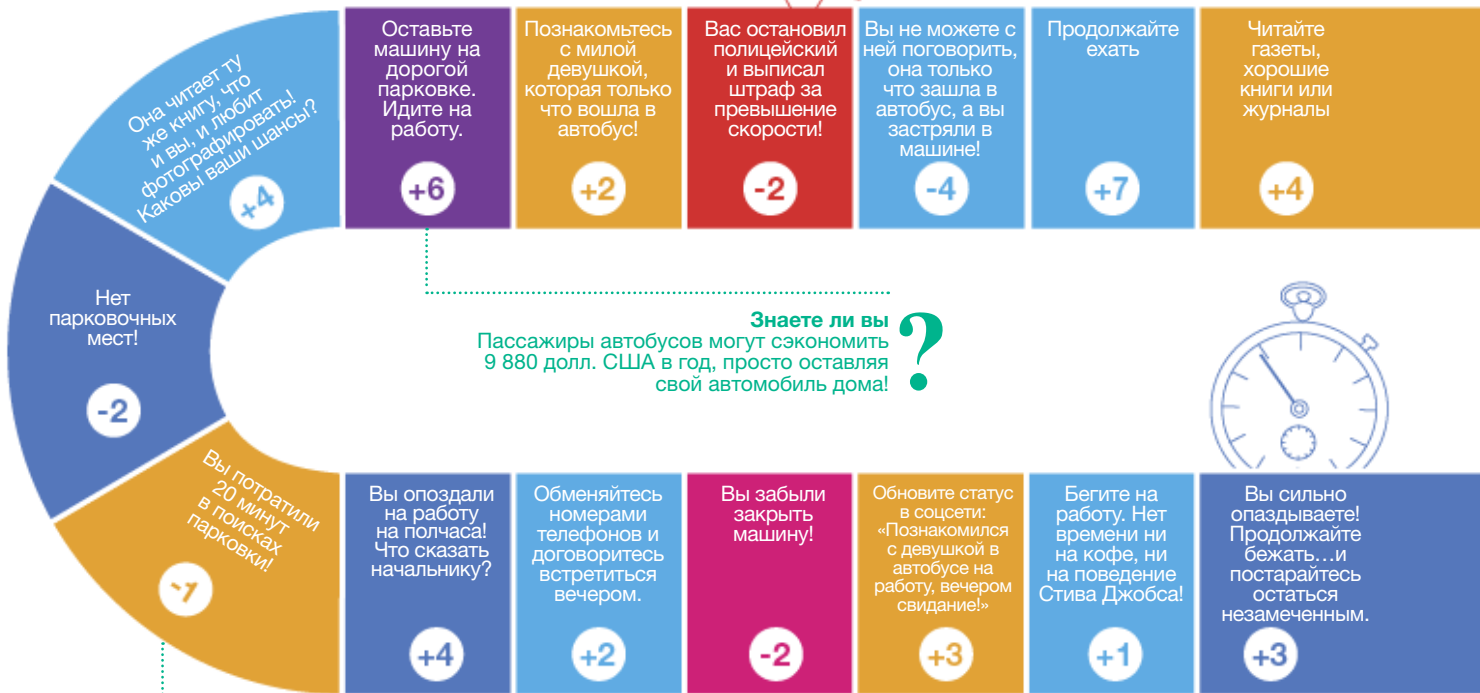 Она читает ту
же книгу, что
и вы, и любит
фотографировать!
Каковы ваши шансы?
+4
Оставьте
машину на
дорогой
парковке.
Идите на
работу.
+6
Познакомьтесь
с милой
девушкой,
которая только
что вошла в
автобус!
+2
Вас остановил
полицейский
и выписал
штраф за
превышение
скорости!
-2
Вы не можете с
ней поговорить,
она только
что зашла в
автобус, а вы
застряли в
машине!
-4
Продолжайте
ехать
+7
Читайте
газеты,
хорошие
книги или
журналы
+4
Нет
парковочных
мест!
-2
Знаете ли вы
Пассажиры автобусов могут сэкономить
9 880 долл. США в год, просто оставляя
свой автомобиль дома!
?
Вы потратили
20 минут
в поисках
парковки!
-1
Вы опоздали
на работу
на полчаса!
Что сказать
начальнику?
+4
Обменяйтесь
номерами
телефонов и
договоритесь
встретиться
вечером.
+2
Вы забыли
закрыть
машину!
-2
Обновите статус
в соцсети:
«Познакомился
с девушкой в
автобусе на
работу, вечером
свидание!»
+3
Бегите на
работу. Нет
времени ни
на кофе, ни
на поведение
Стива Джобса!
+1
Вы сильно
опаздываете!
Продолжайте
бежать...и
постарайтесь
остаться
незамеченным.
+3